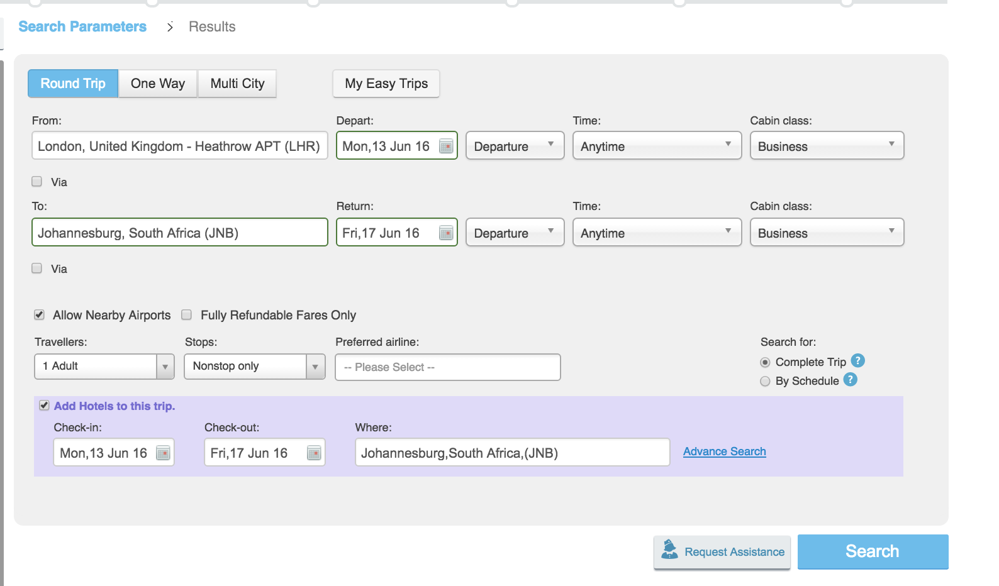 Search Parameters > Results
Round Trip One Way Multi City My Easy Trips
From: Depart: Time: Cabin class:
London, United Kingdom - Heathrow APT (LHR) Mon,13 Jun 16 Departure Anytime Business
Via
To: Return: Time: Cabin class:
Johannesburg, South Africa (JNB) Fri,17 Jun 16 Departure Anytime Business
Via
Allow Nearby Airports Fully Refundable Fares Only
Travellers: Stops: Preferred airline: Search for:
1 Adult Nonstop only -- Please Select -- Complete Trip ?
By Schedule ?
Add Hotels to this trip.
Check-in: Check-out: Where:
Mon,13 Jun 16 Fri,17 Jun 16 Johannesburg,South Africa,(JNB) Advance Search
Request Assistance Search